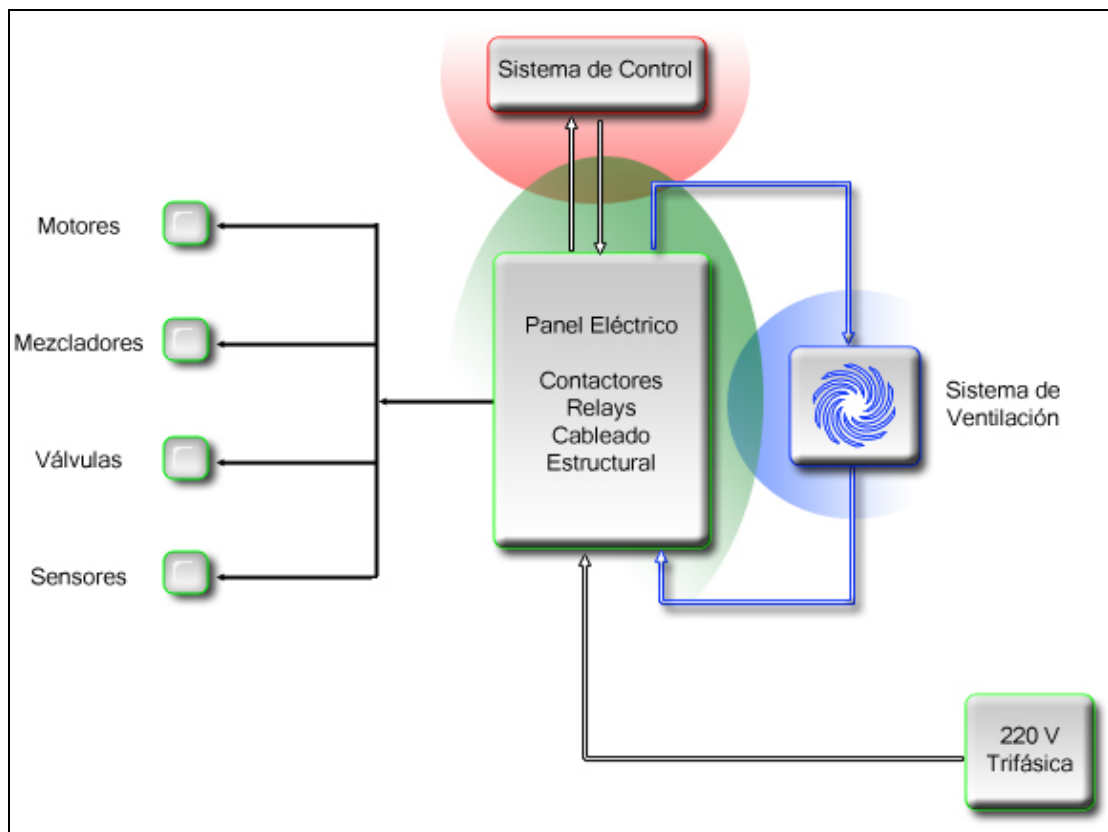 Sistema de Control
Motores
Mezcladores
Válvulas
Sensores
Panel Eléctrico
Contactores
Relays
Cableado
Estructural
Sistema de
Ventilación
220 V
Trifásica